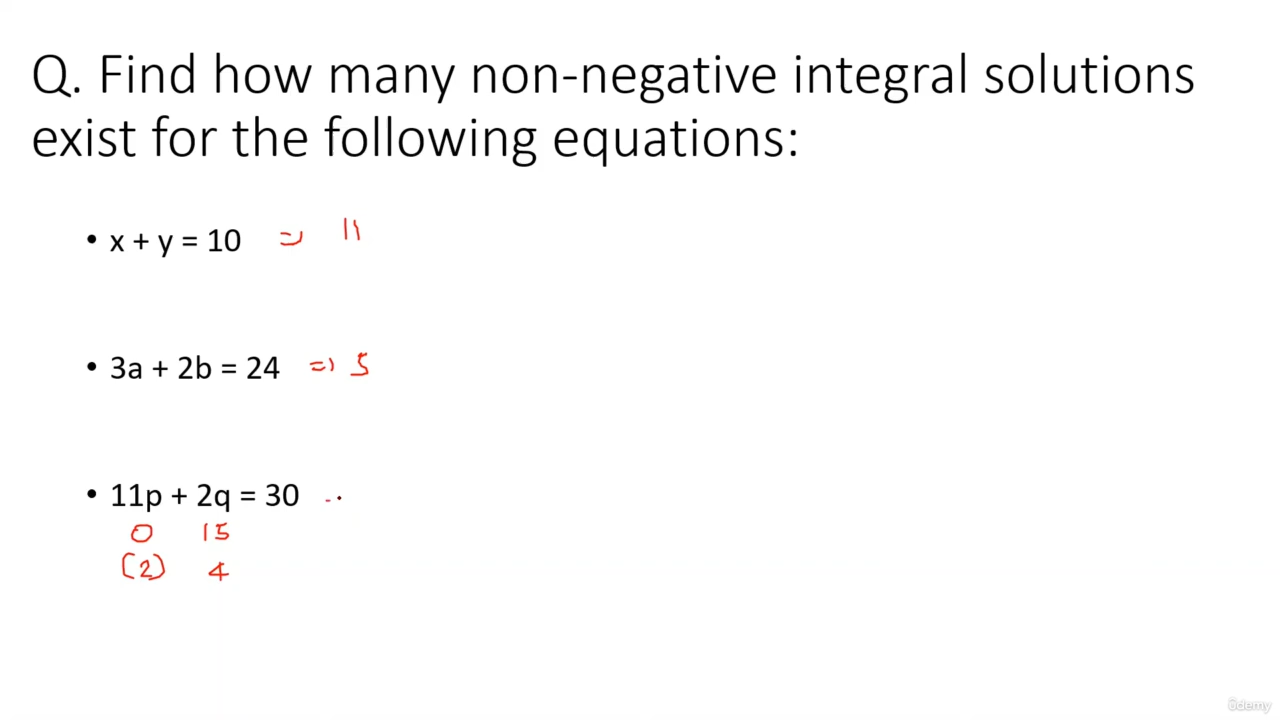 Q. Find how many non-negative integral solutions
exist for the following equations:
• x + y = 10 = 11
• 3a + 2b = 24 => 5
• 11p + 2q = 30
0 15
(2) 4
ûdemy